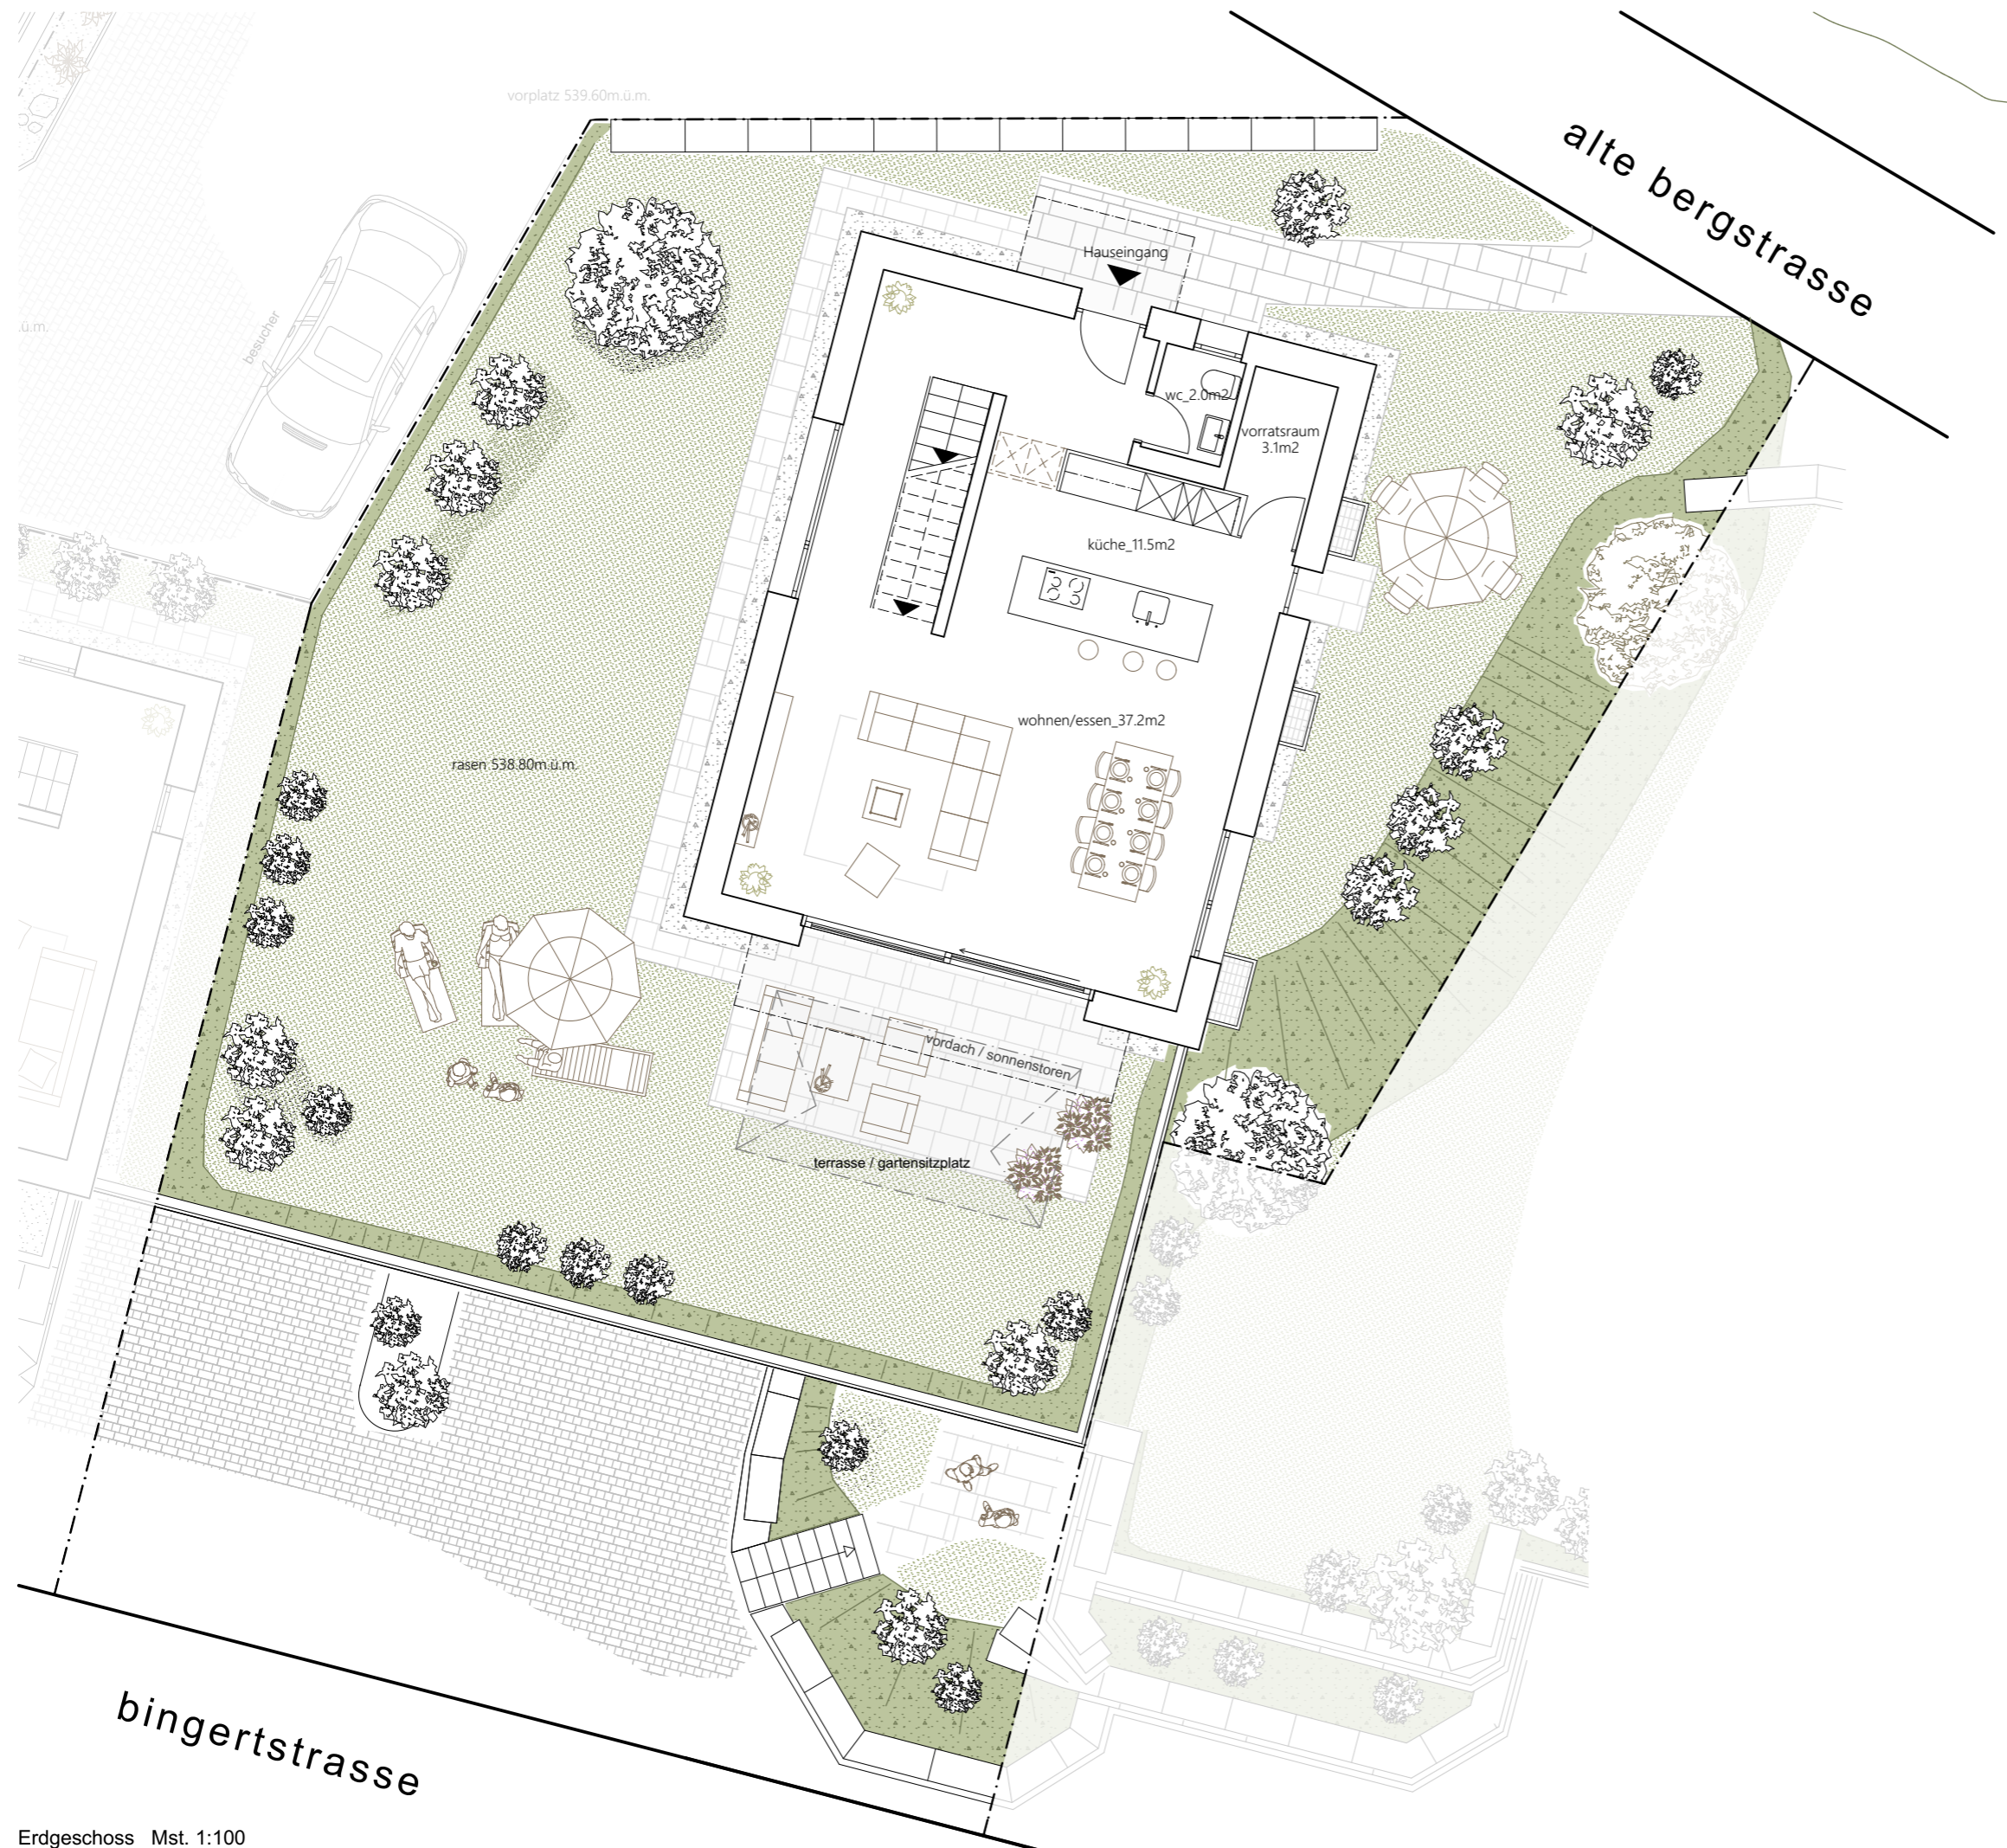 vorplatz 539.60m.ü.m.
alte bergstrasse
Hauseingang
.ü.m.
besucher
wc_2.0m2
vorratsraum
3.1m2
küche_11.5m2
wohnen/essen_37.2m2
rasen 538.80m.ü.m.
vordach / sonnenstoren
terrasse / gartensitzplatz
bingertstrasse
Erdgeschoss Mst. 1:100